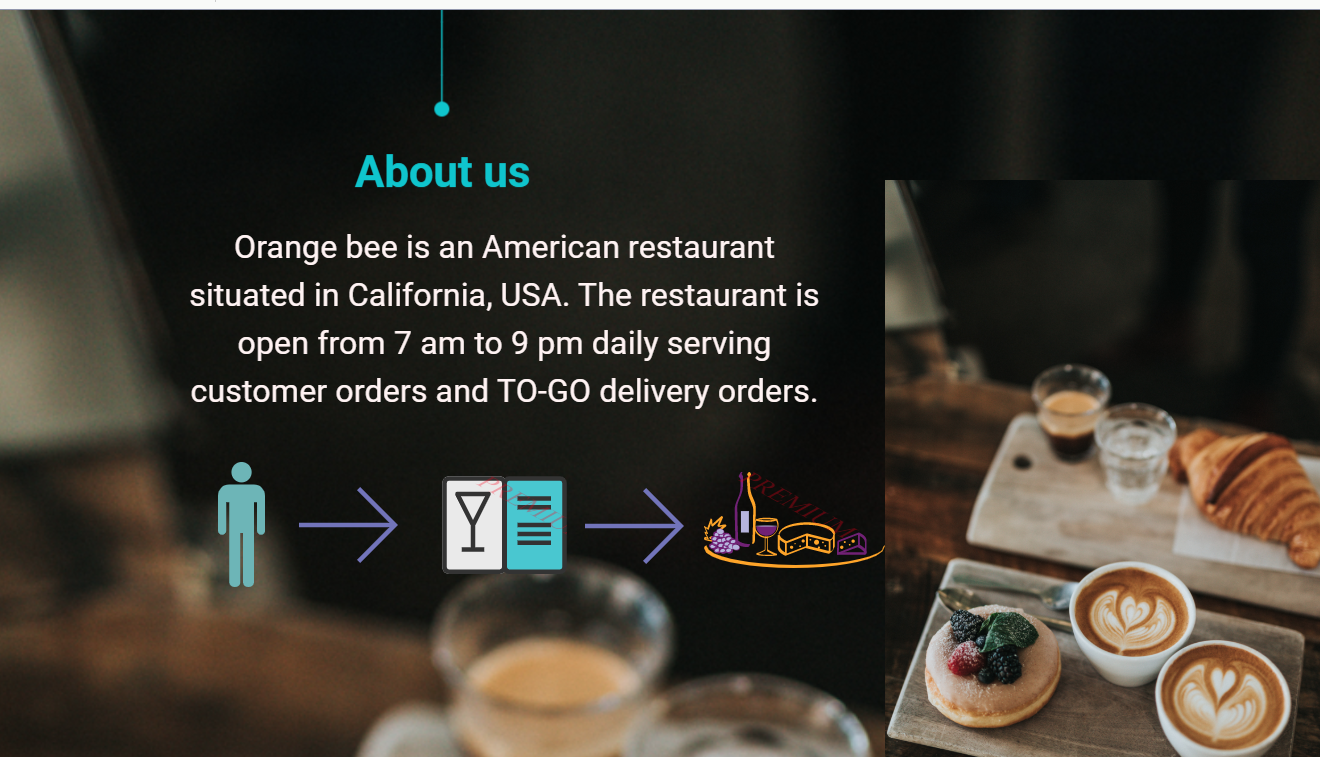 About us
Orange bee is an American restaurant
situated in California, USA. The restaurant is
open from 7 am to 9 pm daily serving
customer orders and TO-GO delivery orders.
PREMIUM